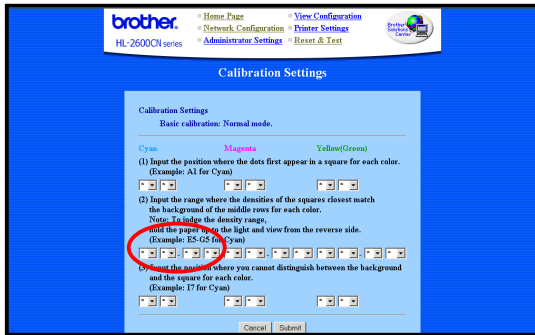 brother.
HL-2600CN series
Home Page View Configuration
Network Configuration Printer Settings
Administrator Settings Reset & Test
Brother Solutions Center
Calibration Settings
Calibration Settings
Basic calibration: Normal mode.
Cyan Magenta Yellow(Green)
(1) Input the position where the dots first appear in a square for each color.
(Example: A1 for Cyan)
* * * * * *
(2) Input the range where the densities of the squares closest match
the background of the middle rows for each color.
Note: To judge the density range,
hold the paper up to the light and view from the reverse side.
(Example: E5-G5 for Cyan)
* * - * * * * - * * * * - * *
(3) Input the position where you cannot distinguish between the background
and the square for each color.
(Example: I7 for Cyan)
* * * * * *
Cancel Submit